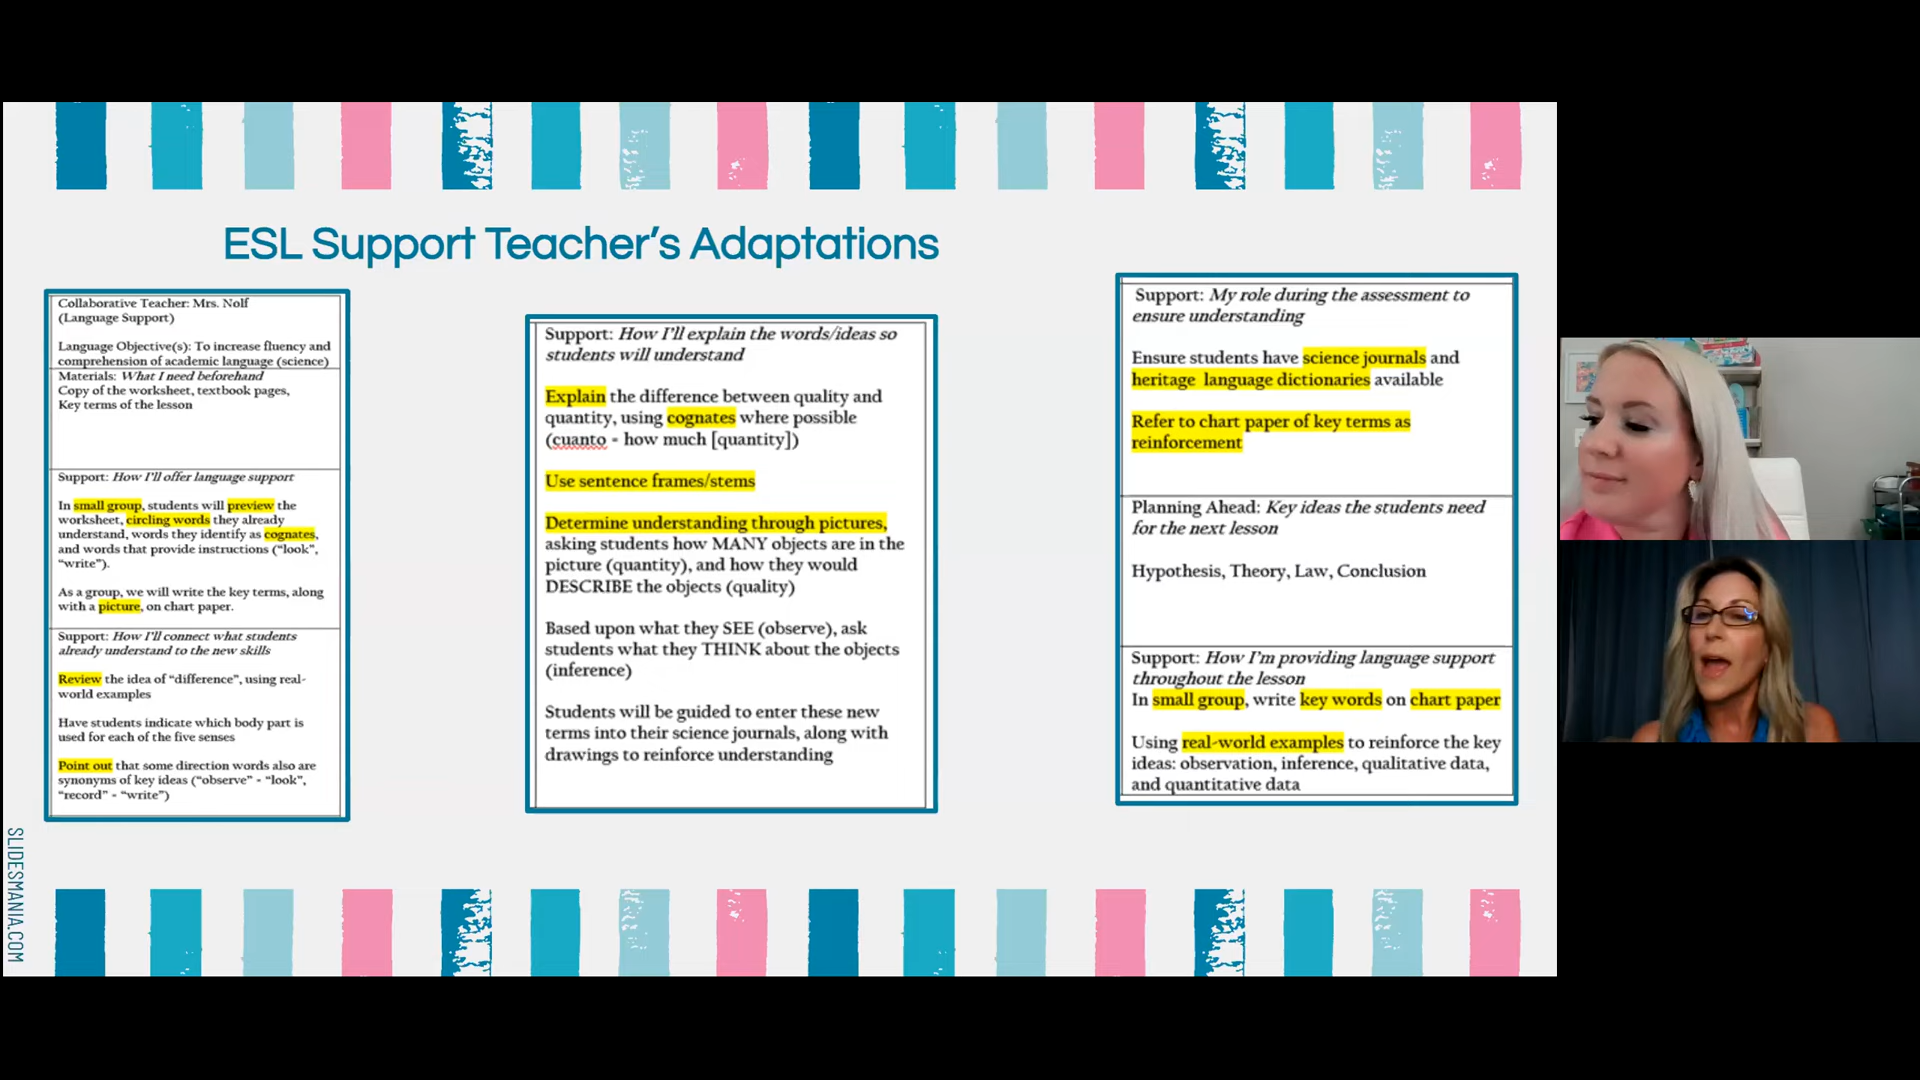 ESL Support Teacher's Adaptations
Collaborative Teacher: Mrs. Nolf
(Language Support)
Language Objective(s): To increase fluency and
comprehension of academic language (science)
Materials: What I need beforehand
Copy of the worksheet, textbook pages,
Key terms of the lesson
Support: How I'll offer language support
In small group, students will preview the
worksheet, circling words they already
understand, words they identify as cognates,
and words that provide instructions ("look",
"write").
As a group, we will write the key terms, along
with a picture, on chart paper.
Support: How I'll connect what students
already understand to the new skills
Review the idea of "difference", using real-
world examples
Have students indicate which body part is
used for each of the five senses
Point out that some direction words also are
synonyms of key ideas ("observe" - "look",
"record" - "write")
Support: How I'll explain the words/ideas so
students will understand
Explain the difference between quality and
quantity, using cognates where possible
(cuanto - how much [quantity])
Use sentence frames/stems
Determine understanding through pictures,
asking students how MANY objects are in the
picture (quantity), and how they would
DESCRIBE the objects (quality)
Based upon what they SEE (observe), ask
students what they THINK about the objects
(inference)
Students will be guided to enter these new
terms into their science journals, along with
drawings to reinforce understanding
Support: My role during the assessment to
ensure understanding
Ensure students have science journals and
heritage language dictionaries available
Refer to chart paper of key terms as
reinforcement
Planning Ahead: Key ideas the students need
for the next lesson
Hypothesis, Theory, Law, Conclusion
Support: How I'm providing language support
throughout the lesson
In small group, write key words on chart paper
Using real-world examples to reinforce the key
ideas: observation, inference, qualitative data,
and quantitative data
SLIDESMANIA.COM